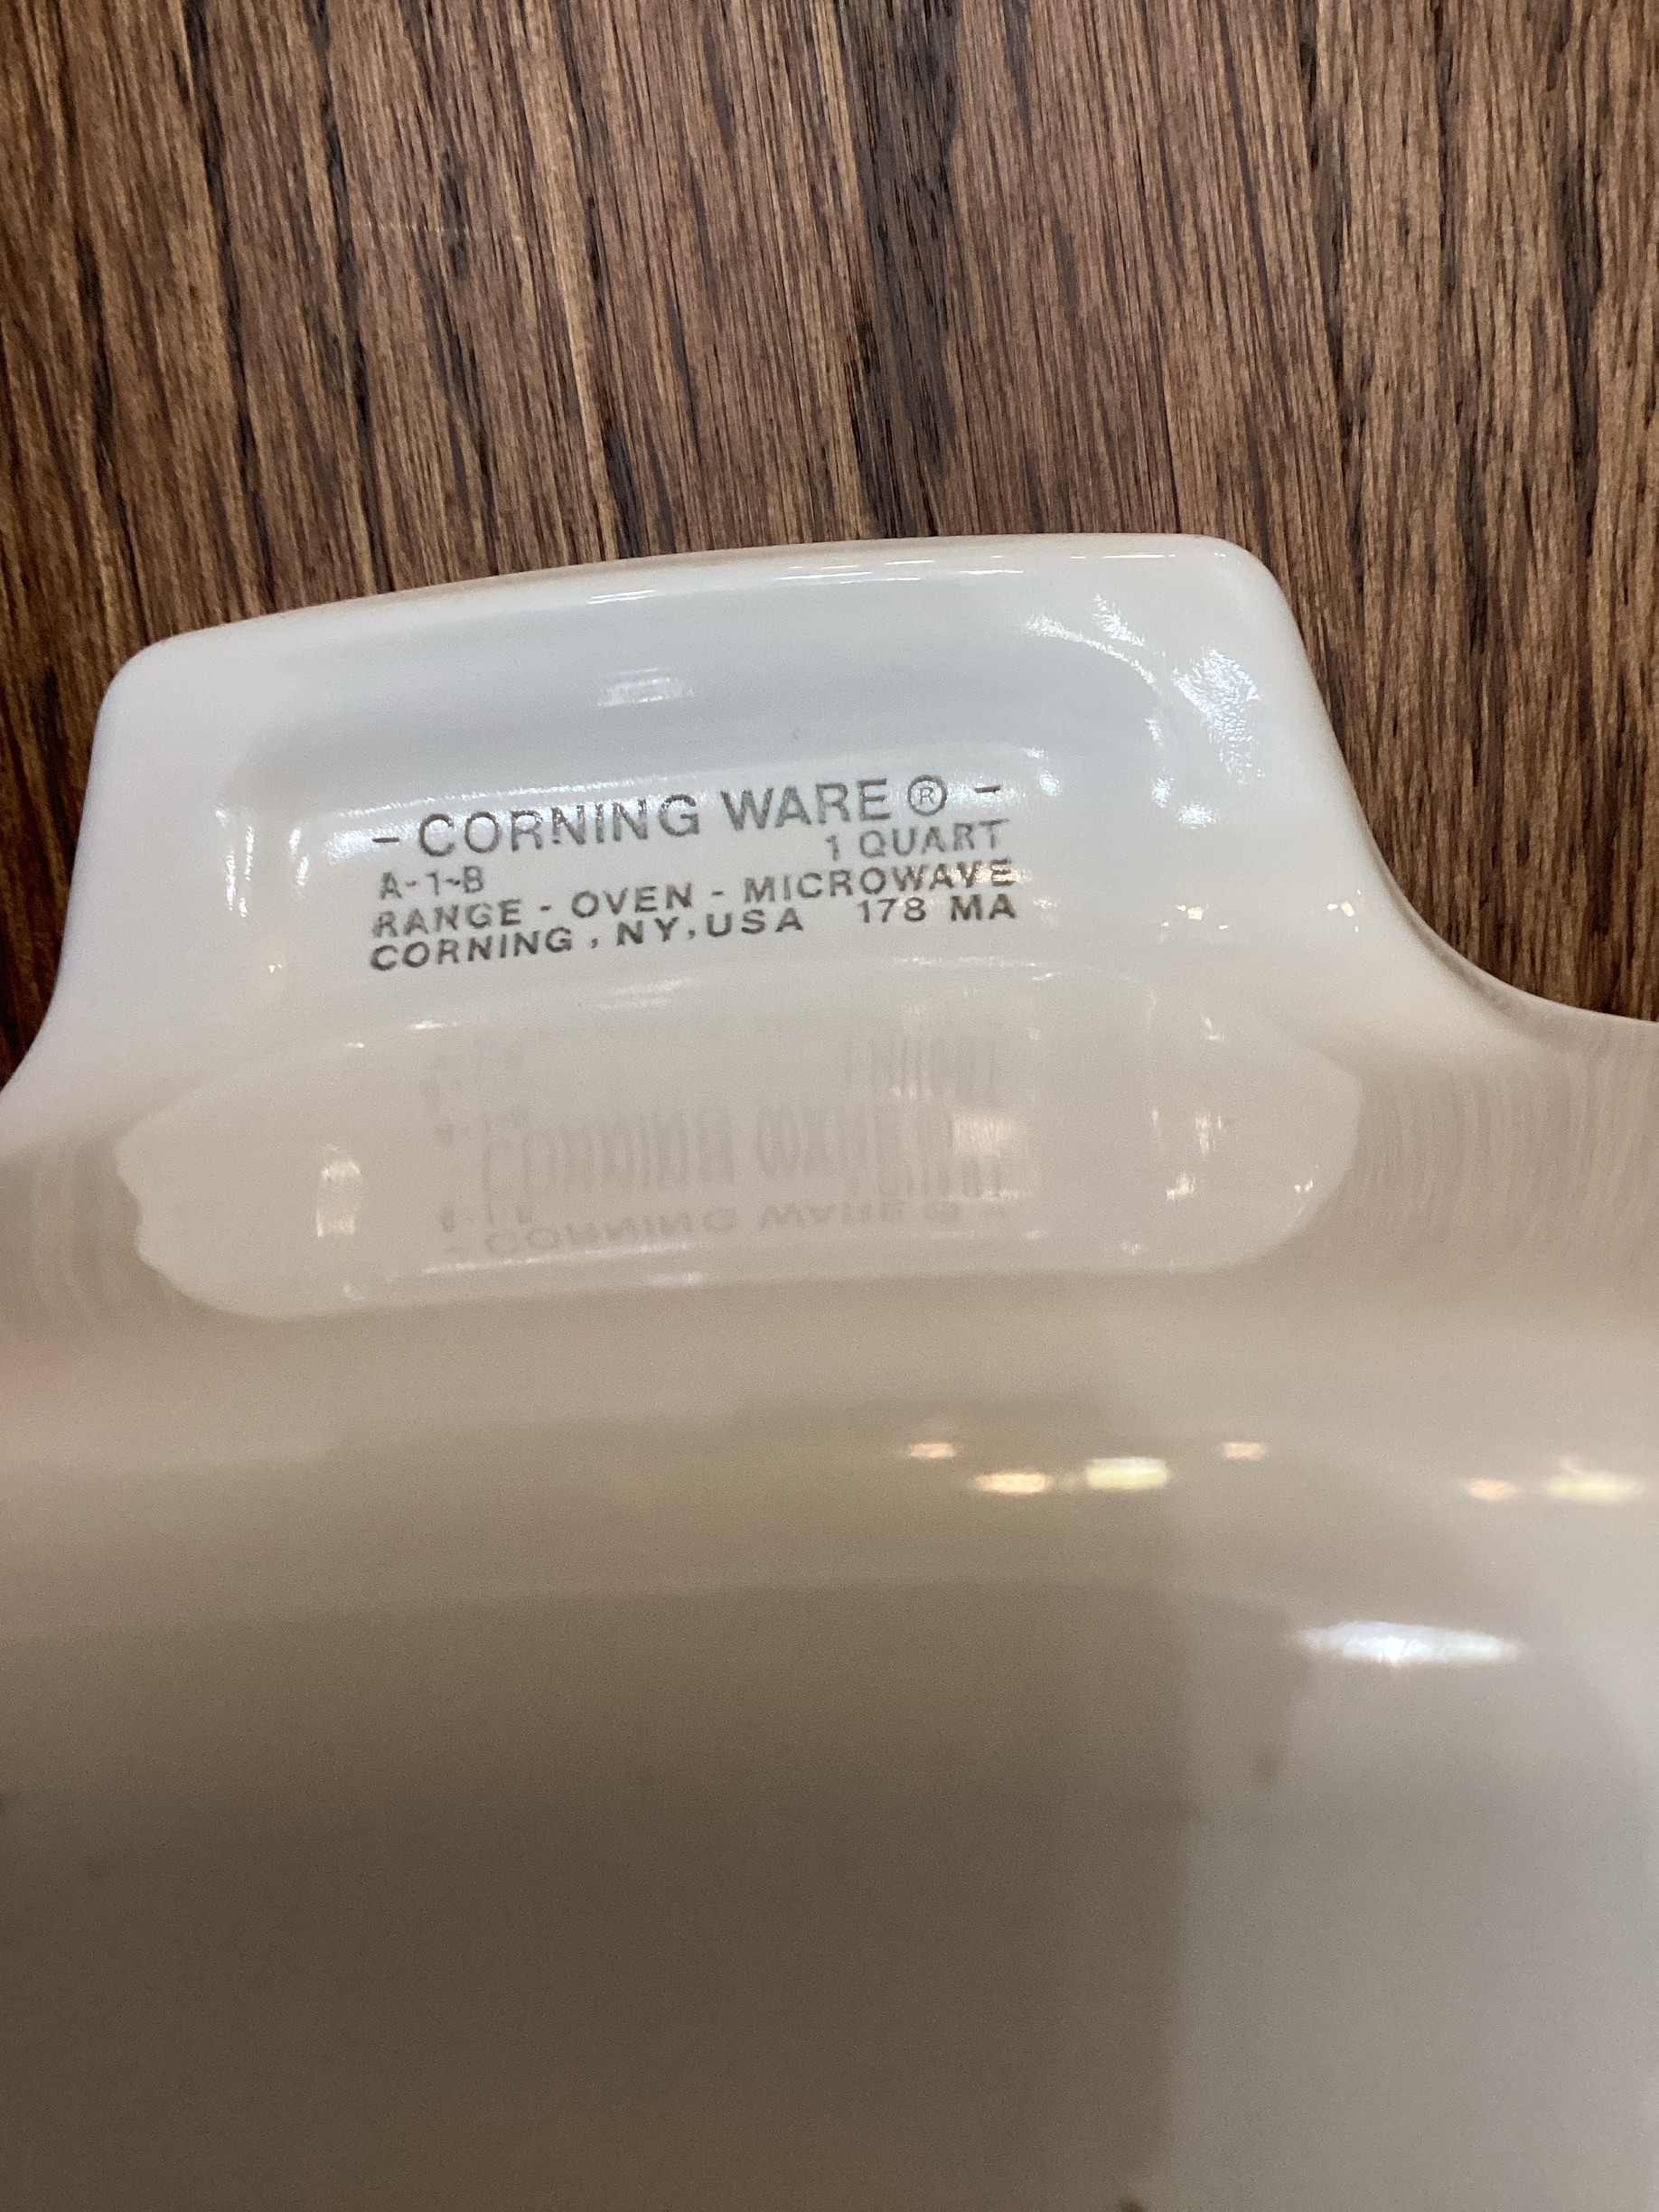 - CORNING WARE ® -
1 QUART
A-1-B
RANGE - OVEN - MICROWAVE
CORNING, NY, USA 178 MA